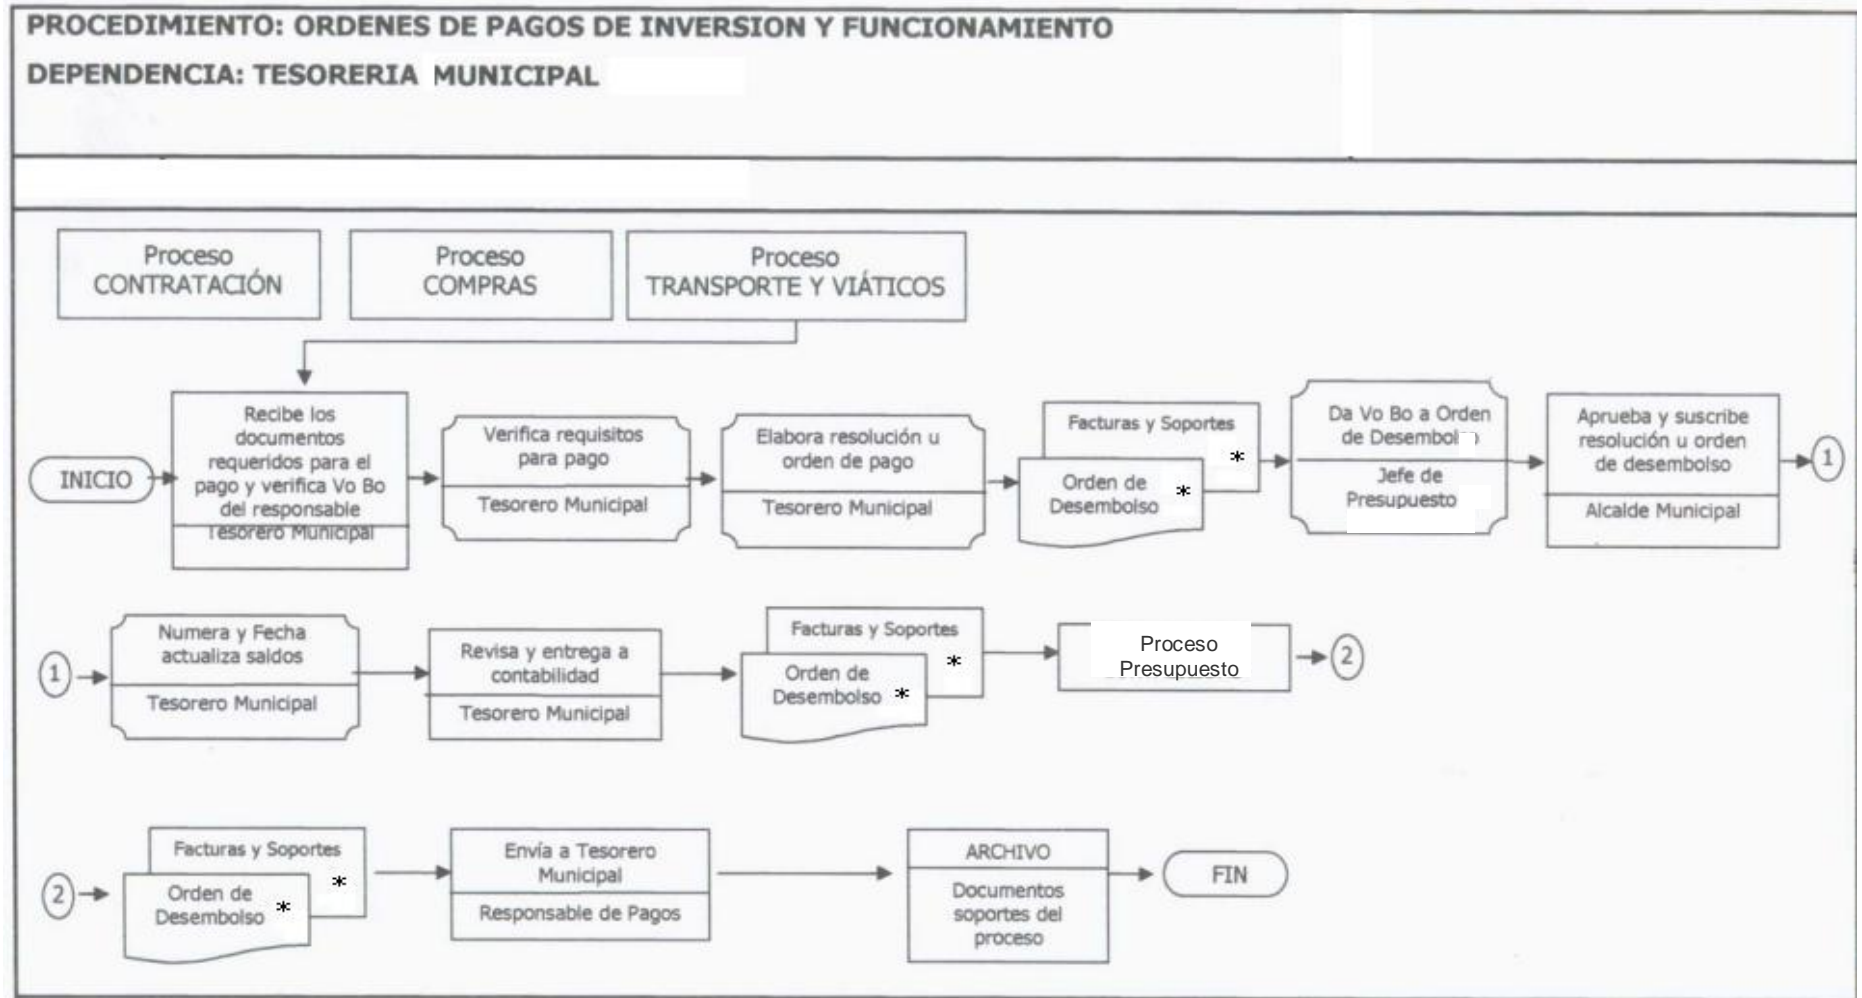 PROCEDIMIENTO: ORDENES DE PAGOS DE INVERSION Y FUNCIONAMIENTO
DEPENDENCIA: TESORERIA MUNICIPAL
Proceso
CONTRATACIÓN
Proceso
COMPRAS
Proceso
TRANSPORTE Y VIÁTICOS
INICIO
Recibe los
documentos
requeridos para el
pago y verifica Vo Bo
del responsable
Tesorero Municipal
Verifica requisitos
para pago
Tesorero Municipal
Elabora resolución u
orden de pago
Tesorero Municipal
Facturas y Soportes
*
Orden de
Desembolso *
Da Vo Bo a Orden
de Desembolso
Jefe de
Presupuesto
Aprueba y suscribe
resolución u orden
de desembolso
Alcalde Municipal
1
1
Numera y Fecha
actualiza saldos
Tesorero Municipal
Revisa y entrega a
contabilidad
Tesorero Municipal
Facturas y Soportes
*
Orden de
Desembolso *
Proceso
Presupuesto
2
2
Facturas y Soportes
*
Orden de
Desembolso *
Envía a Tesorero
Municipal
Responsable de Pagos
ARCHIVO
Documentos
soportes del
proceso
FIN